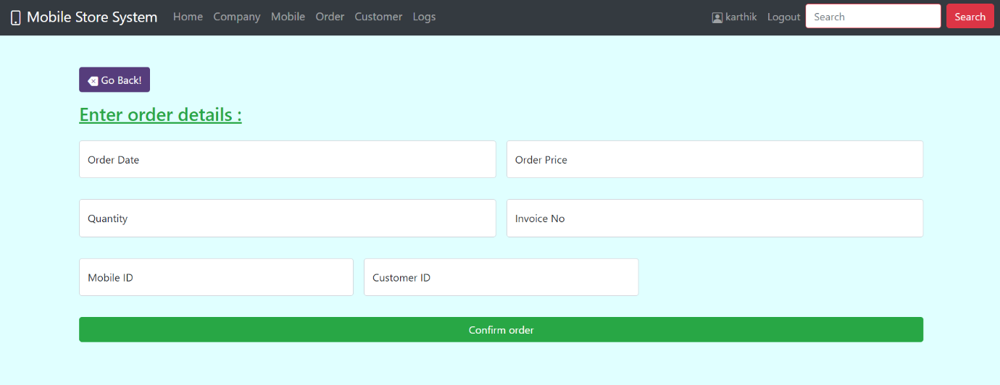 Mobile Store System Home Company Mobile Order Customer Logs karthik Logout Search Search
Go Back!
Enter order details :
Order Date Order Price
Quantity Invoice No
Mobile ID Customer ID
Confirm order